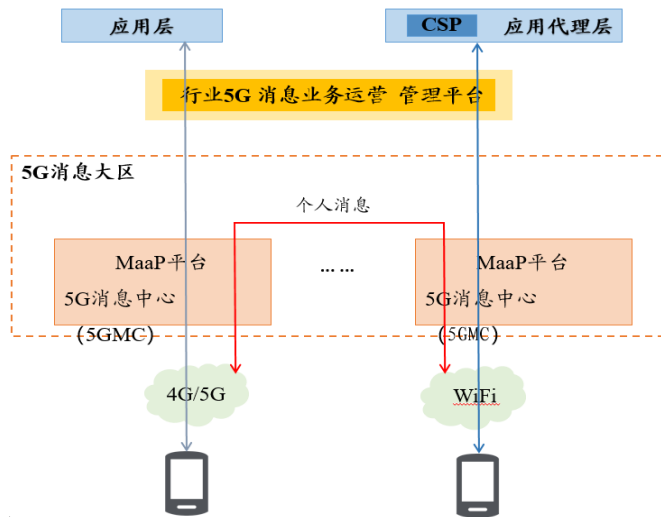 应用层
CSP 应用代理层
行业5G 消息业务运营 管理平台
5G消息大区
个人消息
MaaP平台
5G消息中心
（5GMC）
... ...
MaaP平台
5G消息中心
（5GMC）
4G/5G
WiFi